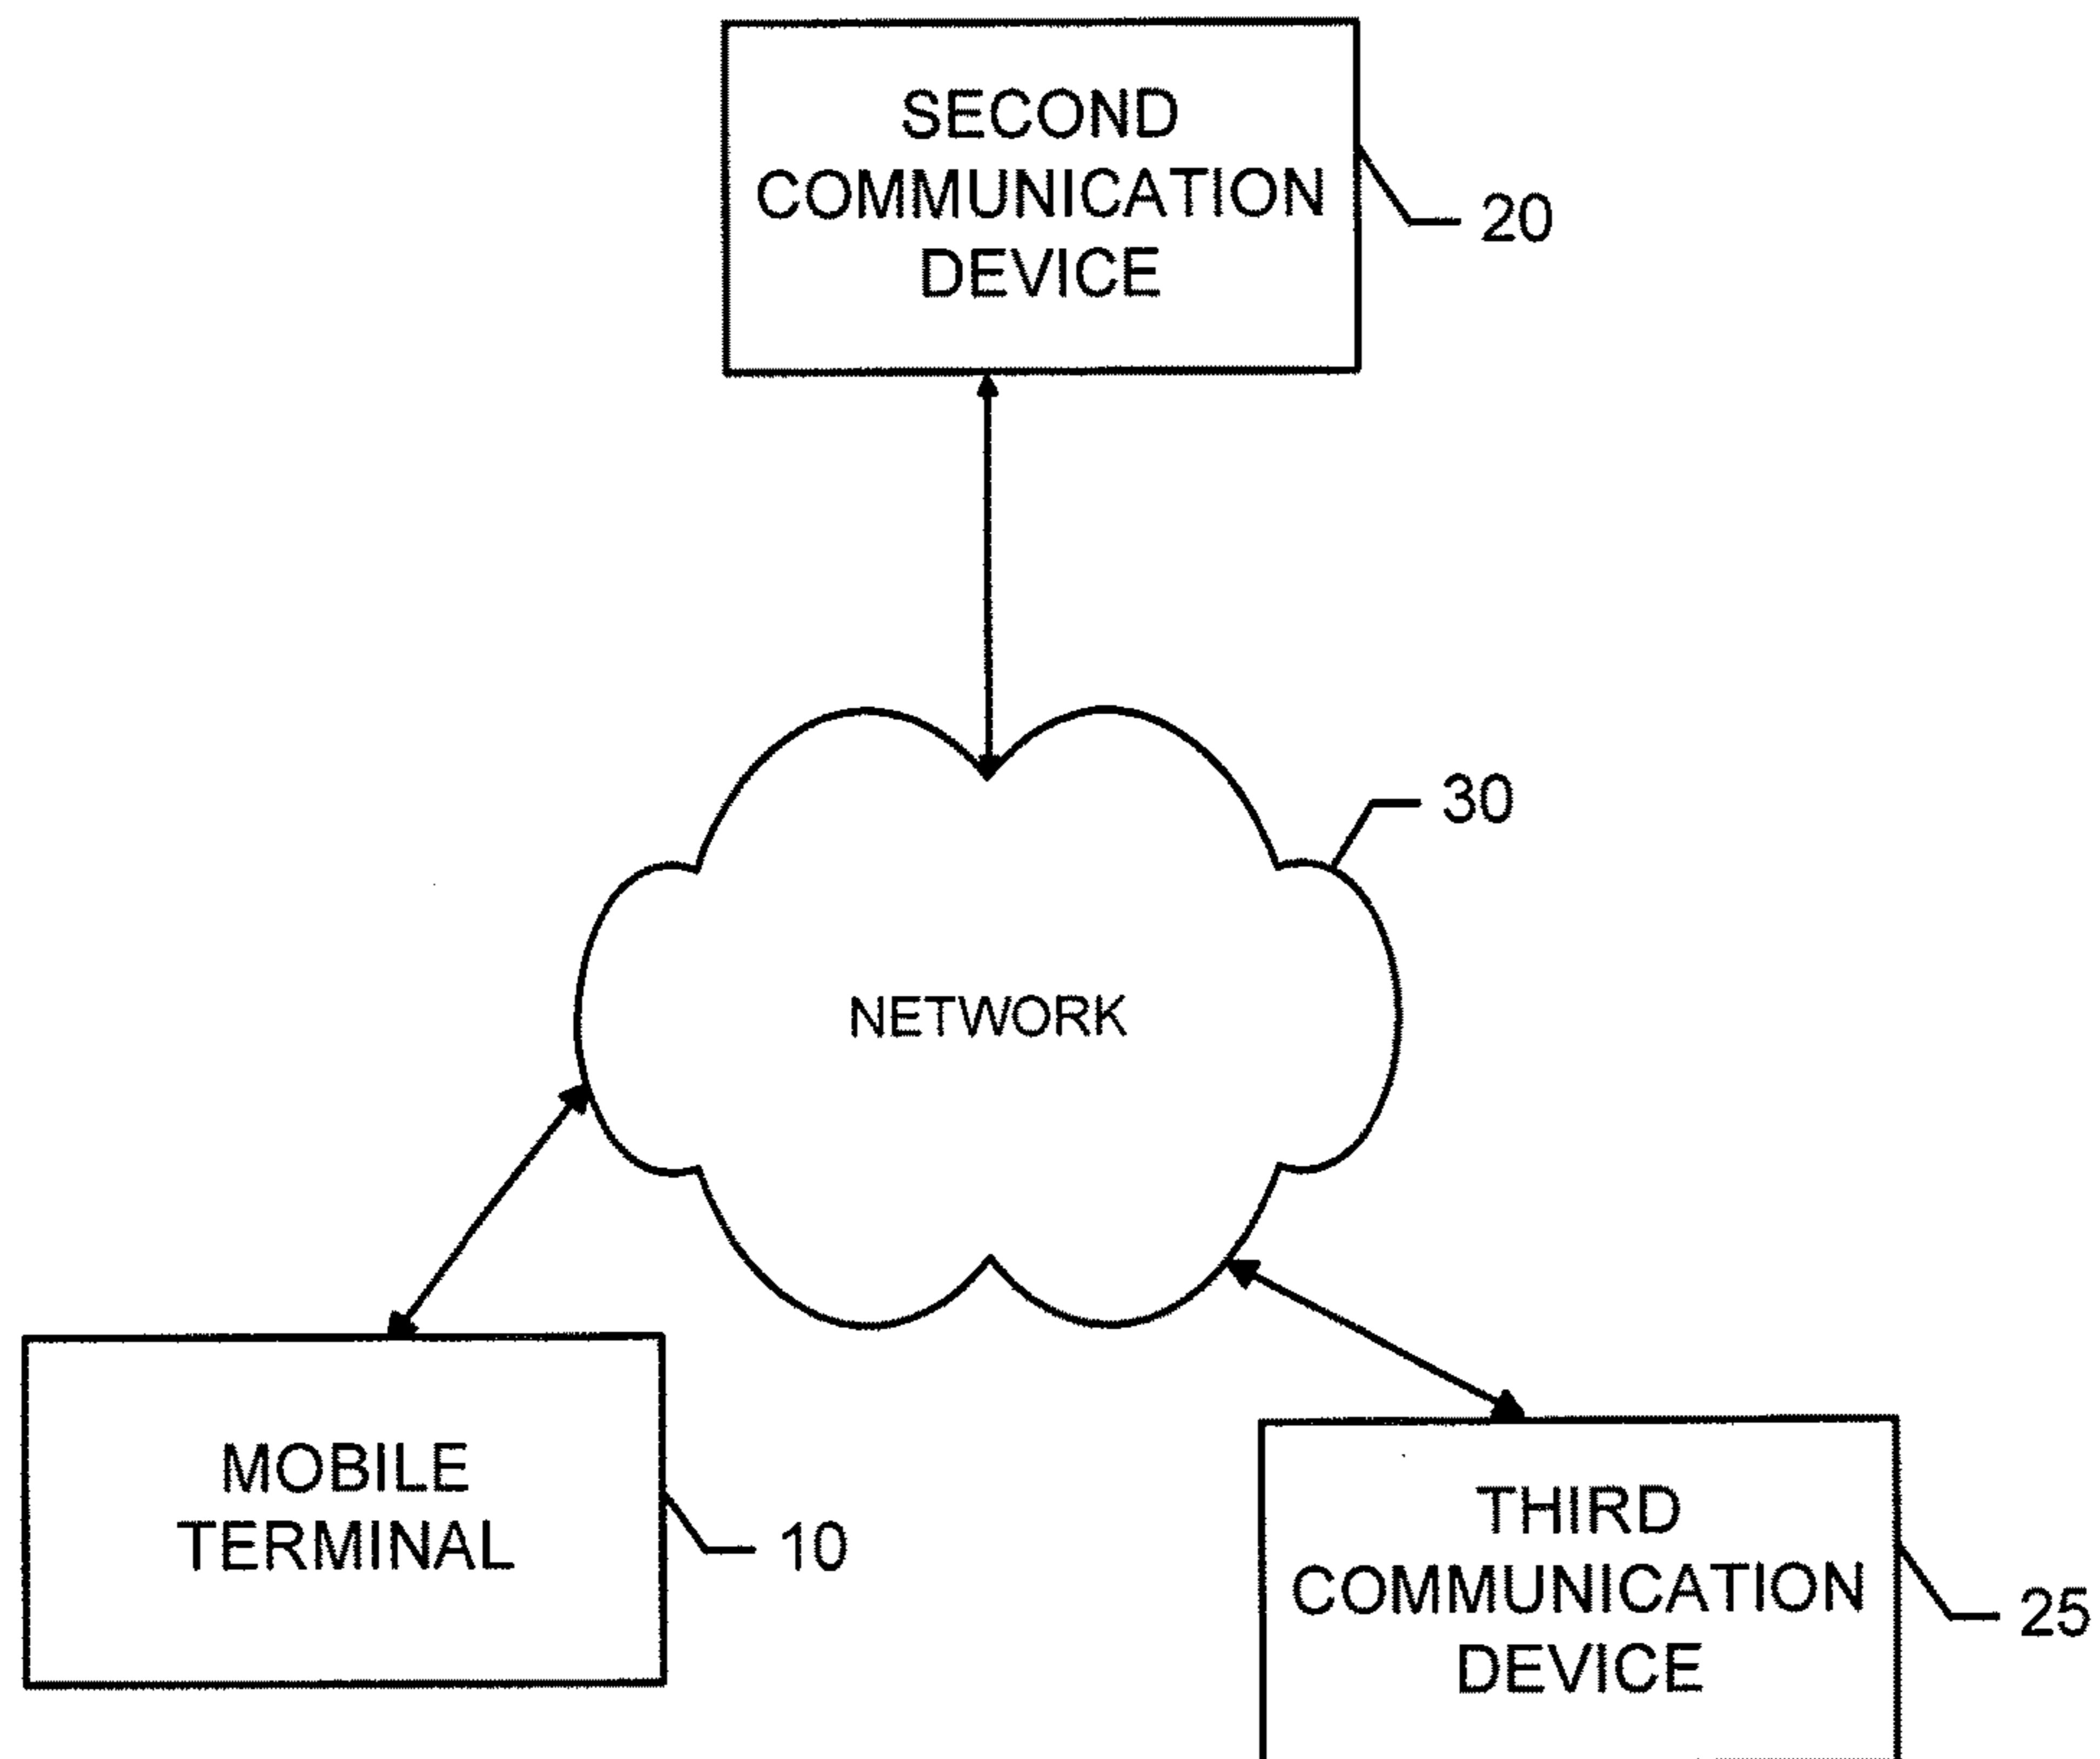 SECOND
COMMUNICATION
DEVICE
20
30
NETWORK
MOBILE
TERMINAL
10
THIRD
COMMUNICATION
DEVICE
25